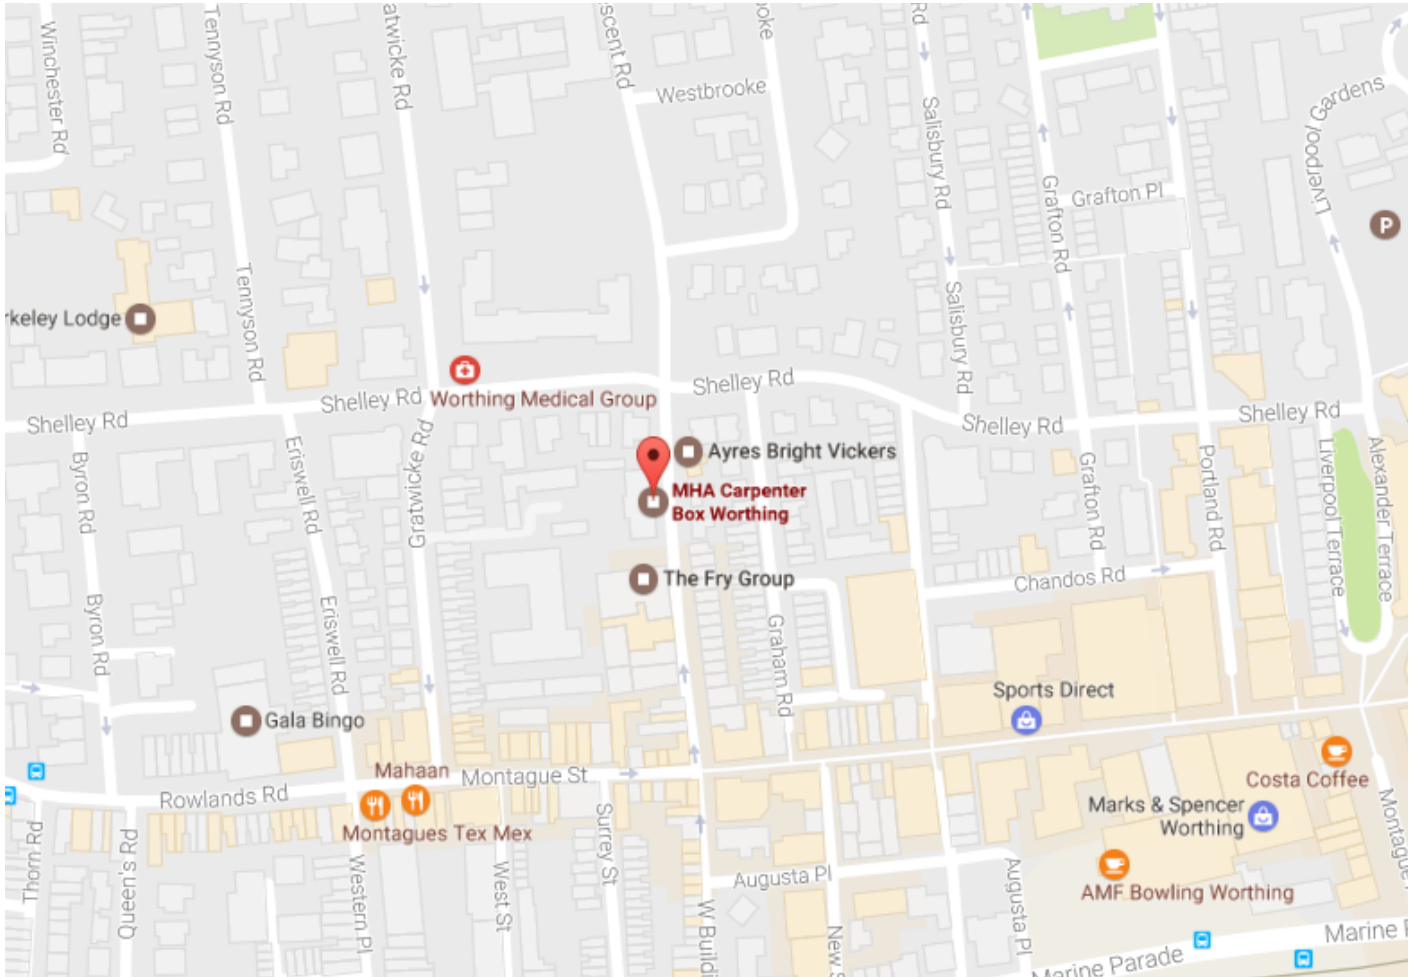 Winchester Rd
Tennyson Rd
atwicke Rd
scent Rd
ooke
Rd
Westbrooke
Salisbury Rd
Liverpool Gardens
Grafton Pl
Grafton Rd
P
Tennyson Rd
Salisbury Rd
rkeley Lodge
Portland Rd
Shelley Rd
Shelley Rd
Shelley Rd
Worthing Medical Group
Shelley Rd
Shelley Rd
Ayres Bright Vickers
MHA Carpenter
Box Worthing
Byron Rd
Eriswell Rd
Gratwicke Rd
Grafton Rd
Portland Rd
Liverpool Terrace
Alexander Terrace
The Fry Group
Chandos Rd
Byron Rd
Eriswell Rd
Graham Rd
Sports Direct
Gala Bingo
Mahaan
Montague St
Costa Coffee
Rowlands Rd
Marks & Spencer
Worthing
Montagues Tex Mex
Montague
Thorn Rd
Queen's Rd
Western Pl
West St
Surrey St
W Build
Augusta Pl
New S
Augusta Pl
AMF Bowling Worthing
Marine Parade
Marine P